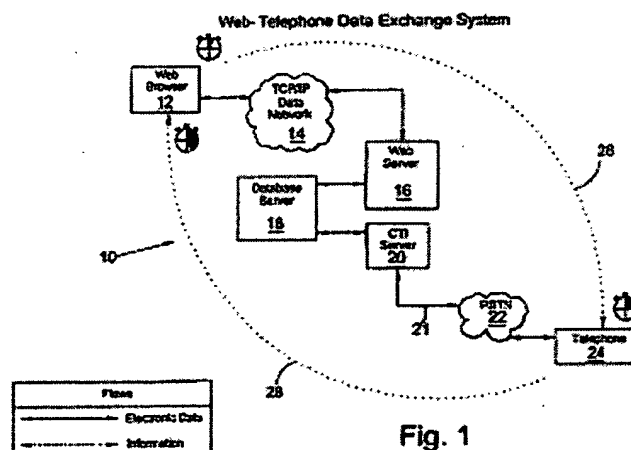 Web- Telephone Data Exchange System
Web
Browser
12
TCP/IP
Data
Network
14
28
Web
Server
16
Database
Server
18
CTI
Server
20
10
PSTN
22
21
Telephone
24
28
Flows
Electronic Data
Information
Fig. 1